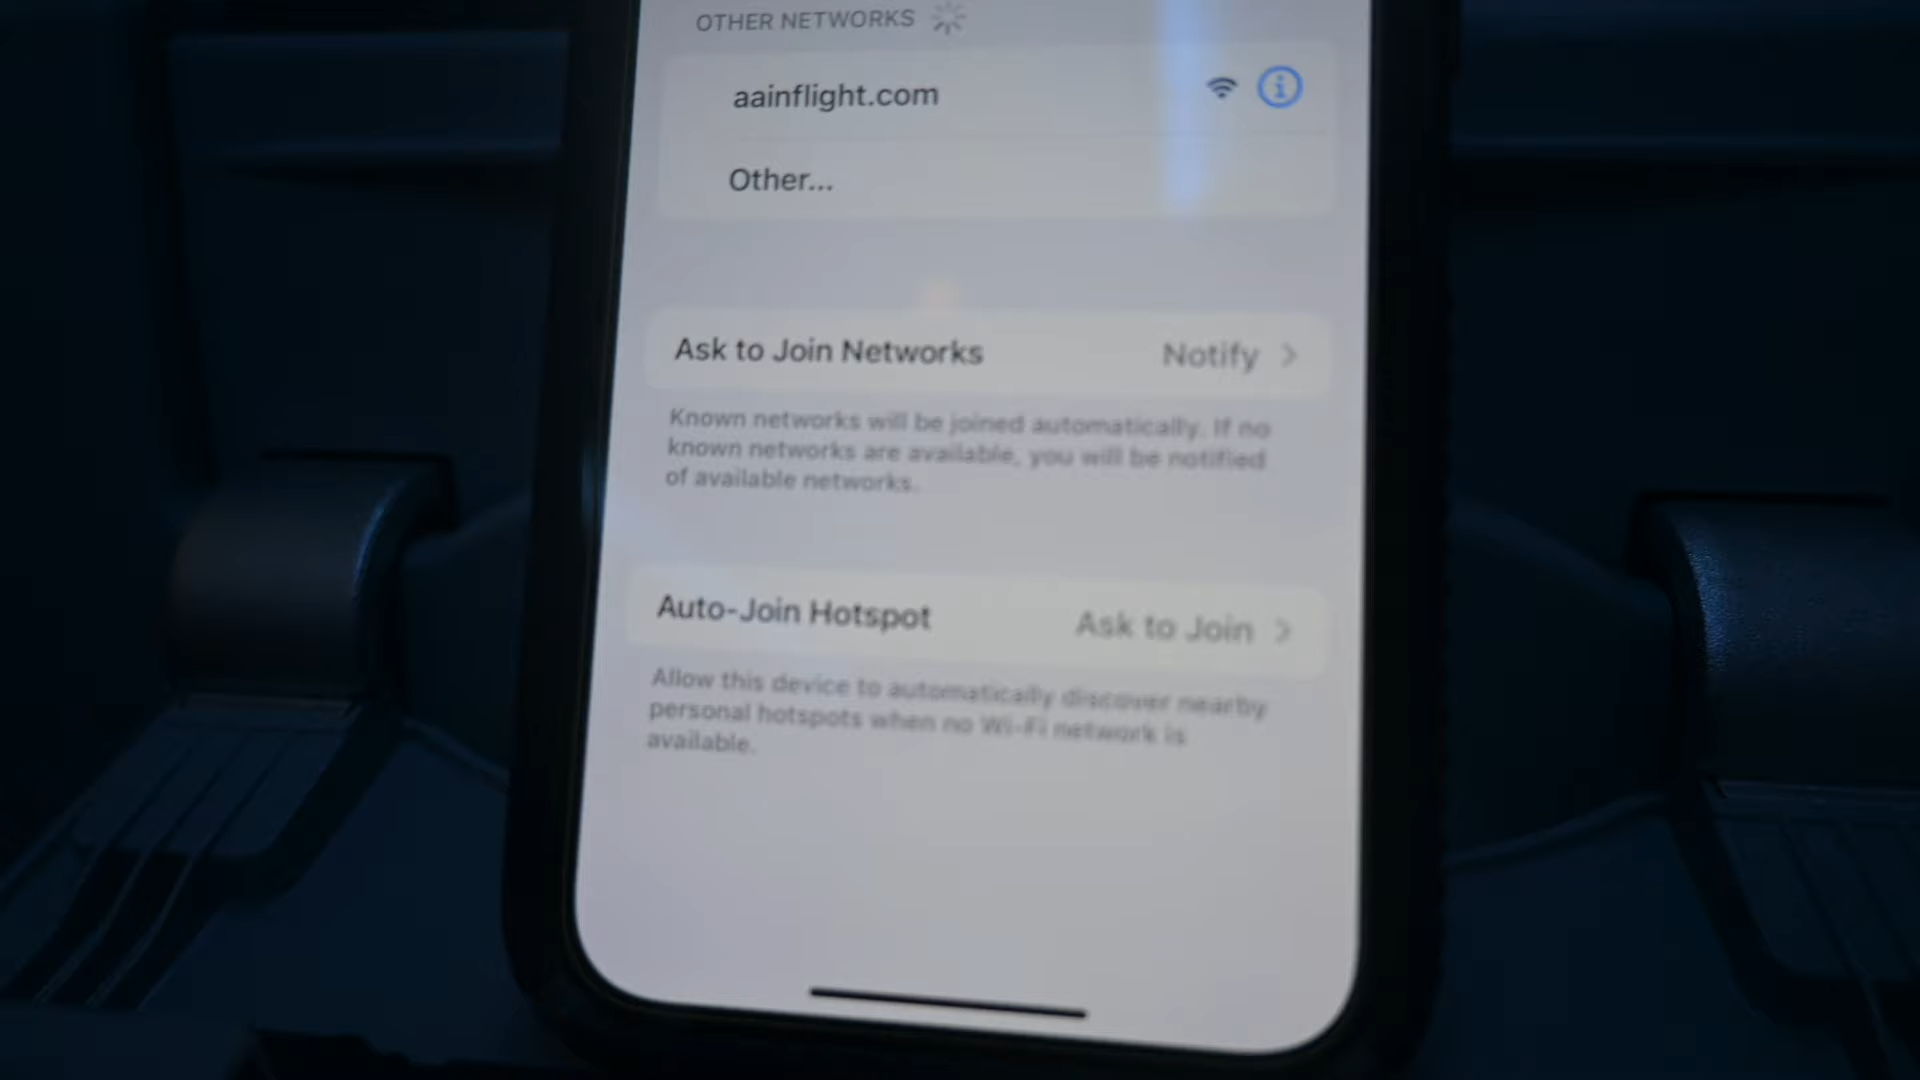 OTHER NETWORKS
aainflight.com
Other...
Ask to Join Networks
Notify
Known networks will be joined automatically. If no
known networks are available, you will be notified
of available networks.
Auto-Join Hotspot
Ask to Join
Allow this device to automatically discover nearby
personal hotspots when no Wi-Fi network is
available.